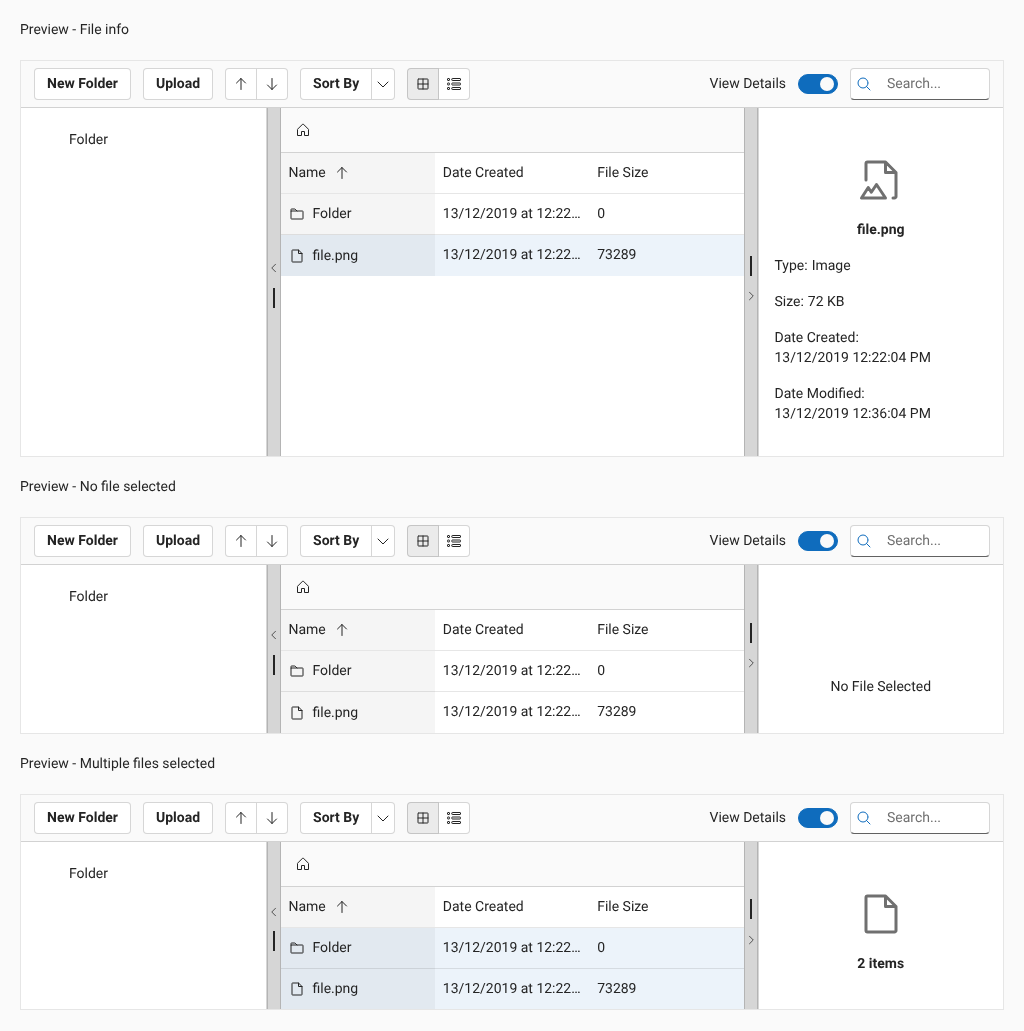 Preview - File info
New Folder Upload Sort By View Details Search...
Folder
Name Date Created File Size
Folder 13/12/2019 at 12:22... 0
file.png 13/12/2019 at 12:22... 73289
file.png
Type: Image
Size: 72 KB
Date Created:
13/12/2019 12:22:04 PM
Date Modified:
13/12/2019 12:36:04 PM
Preview - No file selected
New Folder Upload Sort By View Details Search...
Folder
Name Date Created File Size
Folder 13/12/2019 at 12:22... 0
file.png 13/12/2019 at 12:22... 73289
No File Selected
Preview - Multiple files selected
New Folder Upload Sort By View Details Search...
Folder
Name Date Created File Size
Folder 13/12/2019 at 12:22... 0
file.png 13/12/2019 at 12:22... 73289
2 items